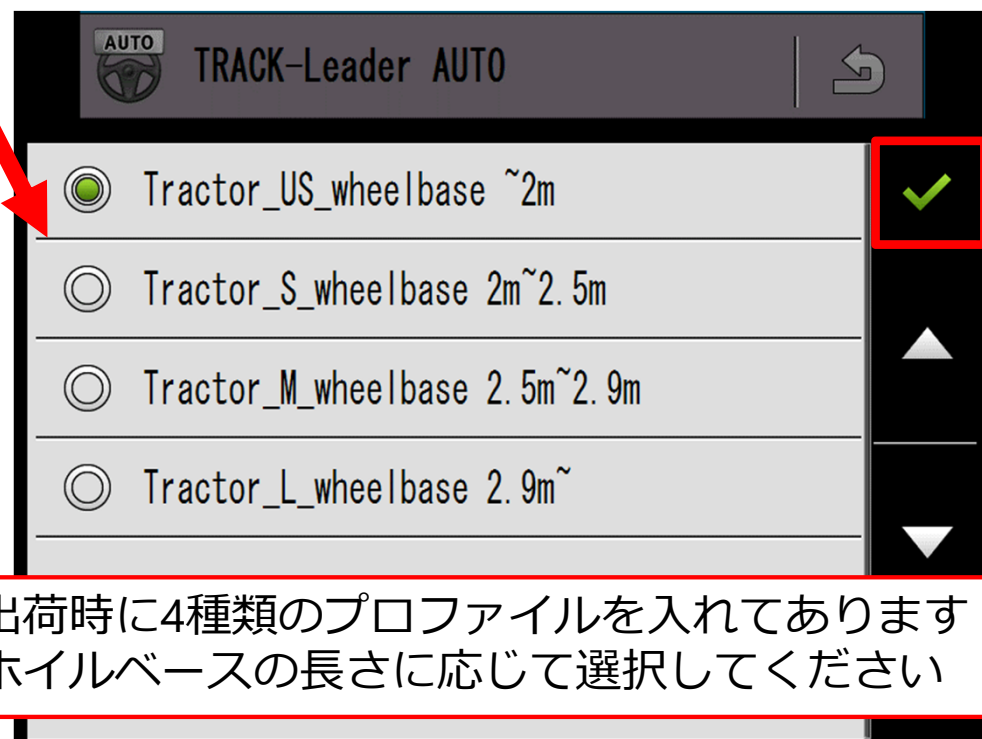 AUTO
TRACK-Leader AUTO
Tractor_US_wheelbase ~2m
Tractor_S_wheelbase 2m~2.5m
Tractor_M_wheelbase 2.5m~2.9m
Tractor_L_wheelbase 2.9m~
出荷時に4種類のプロファイルを入れてあります
ホイルベースの長さに応じて選択してください